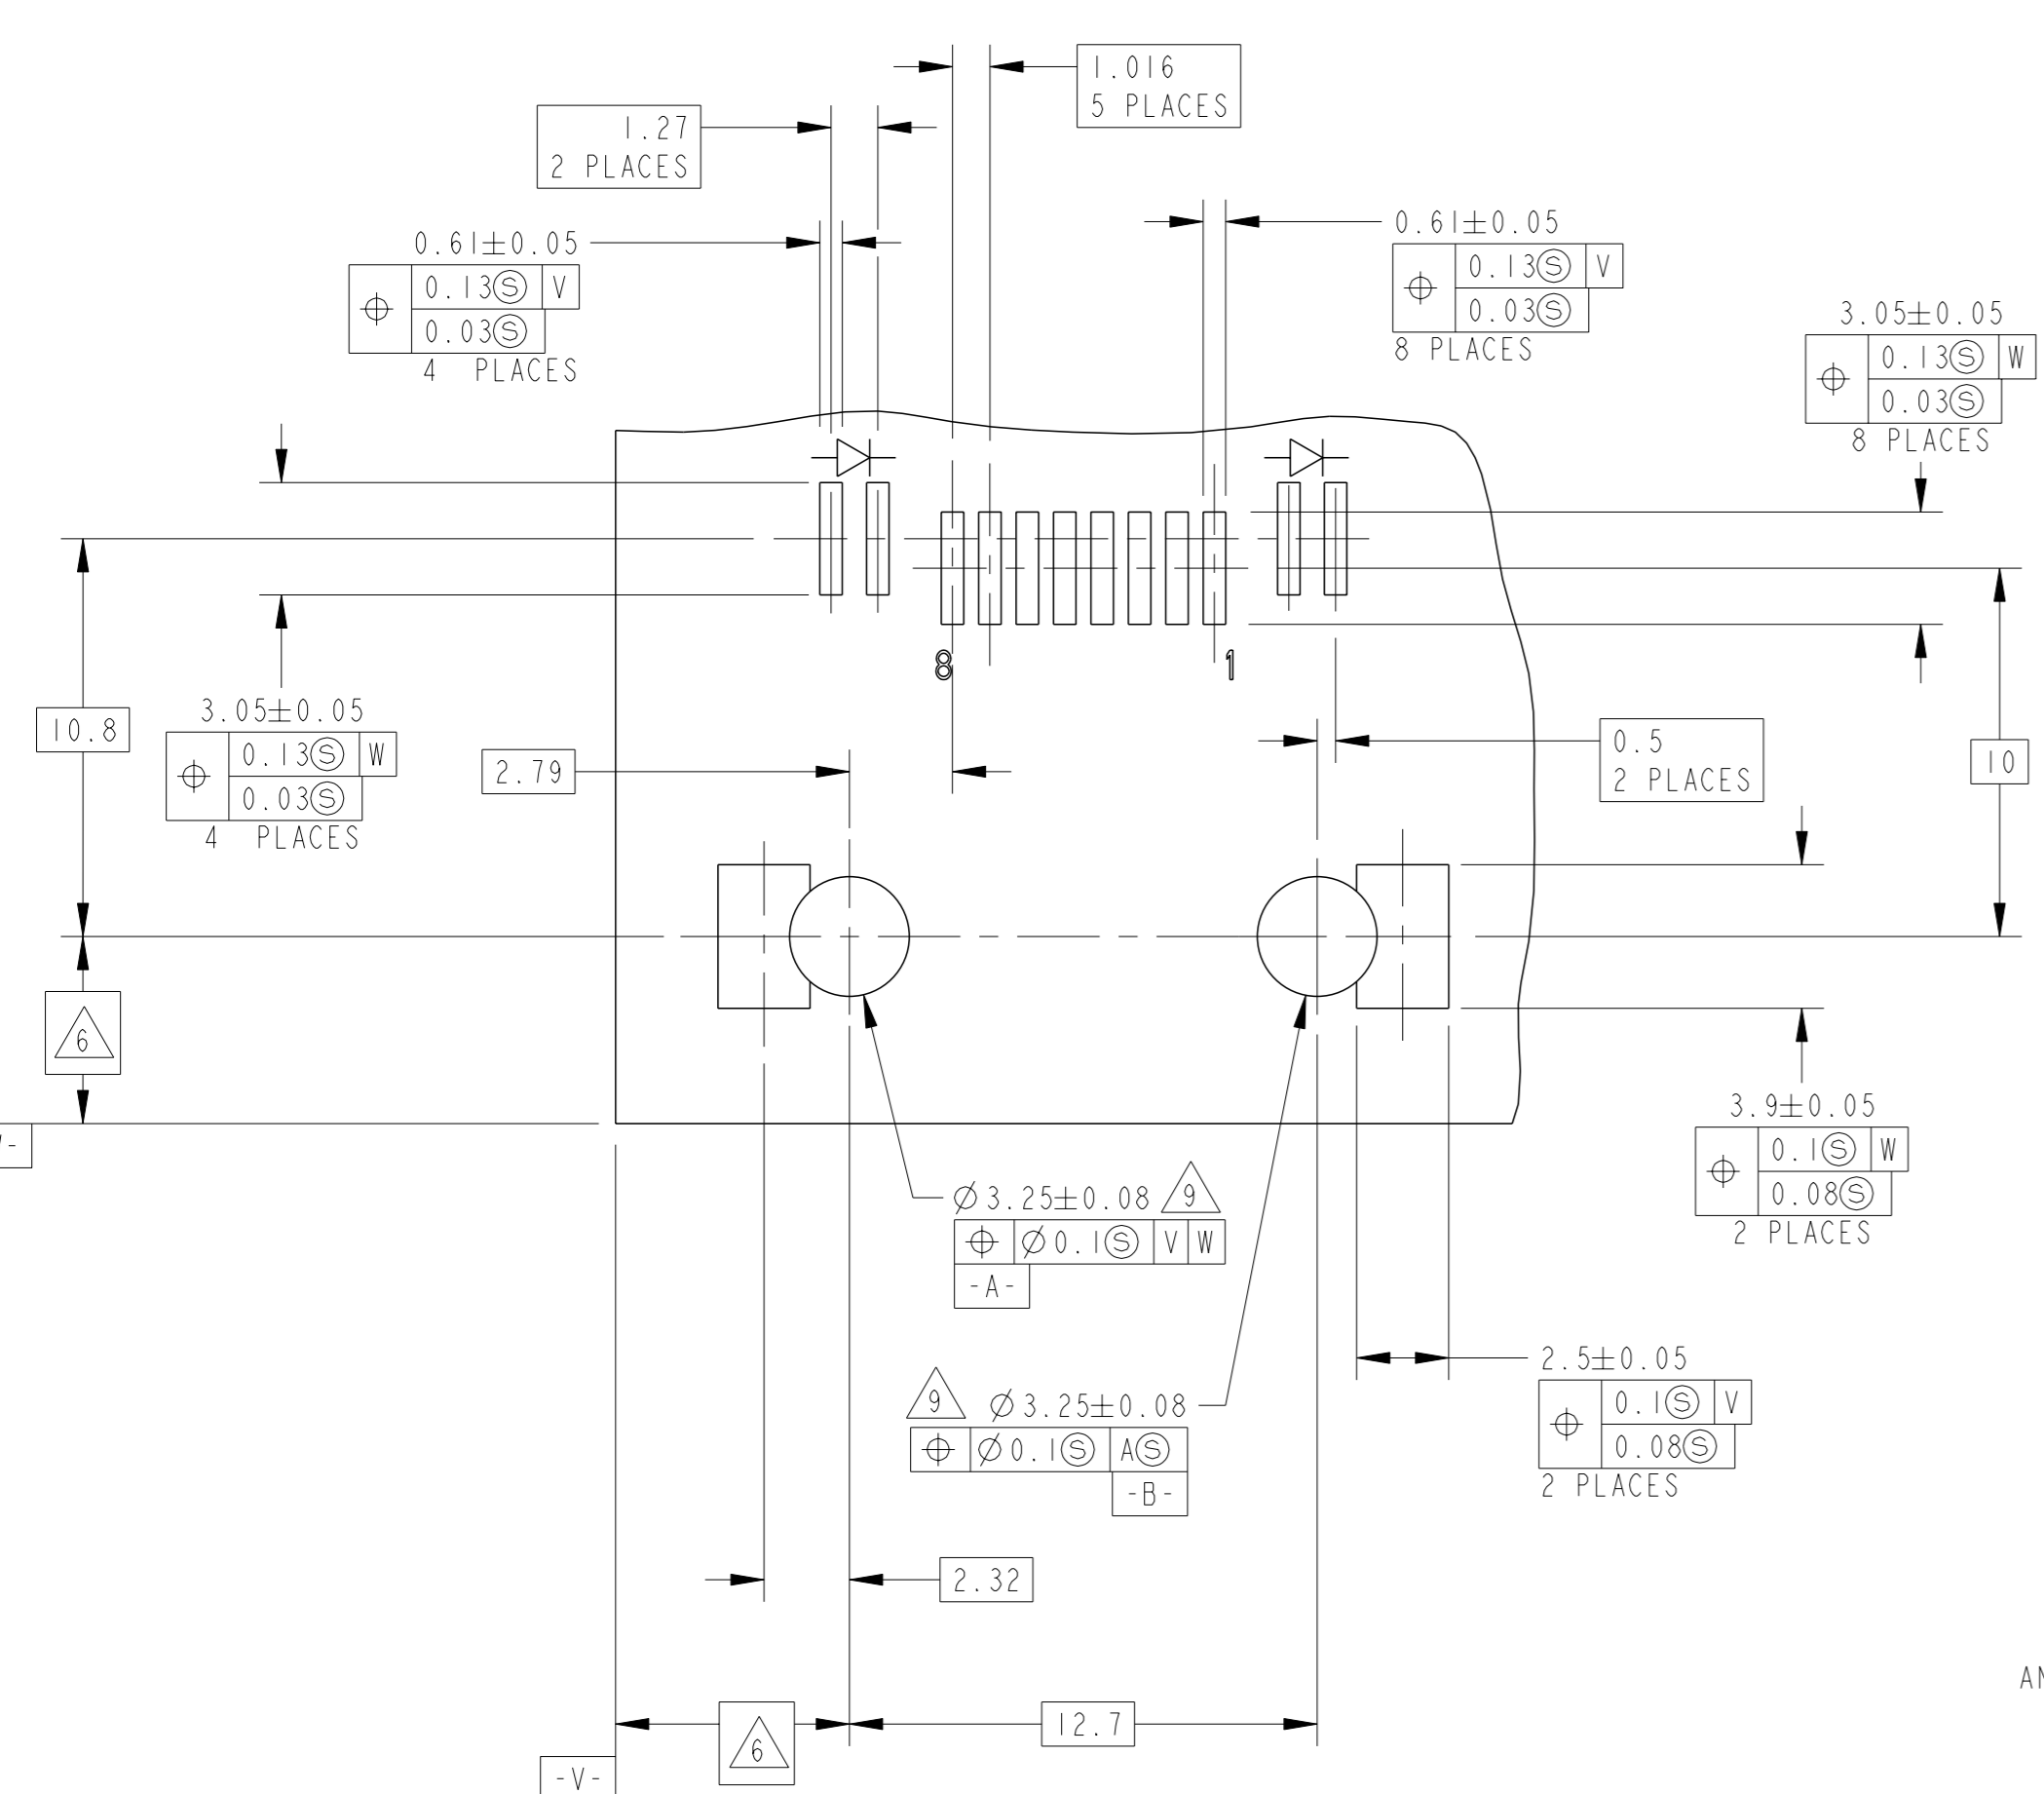 1.016
5 PLACES
1.27
2 PLACES
0.61±0.05
0.13Ⓢ V
0.03Ⓢ
4 PLACES
0.61±0.05
⌖ 0.13Ⓢ V
0.03Ⓢ
8 PLACES
3.05±0.05
⌖ 0.13Ⓢ W
0.03Ⓢ
8 PLACES
8
1
10.8
3.05±0.05
⌖ 0.13Ⓢ W
0.03Ⓢ
4 PLACES
2.79
0.5
2 PLACES
10
6
3.9±0.05
⌖ 0.1Ⓢ W
0.08Ⓢ
2 PLACES
⌀3.25±0.08 9
⌖ ⌀0.1Ⓢ V W
-A-
2.5±0.05
⌖ 0.1Ⓢ V
0.08Ⓢ
2 PLACES
9 ⌀3.25±0.08
⌖ ⌀0.1Ⓢ AⓈ
-B-
2.32
6
12.7
-V-